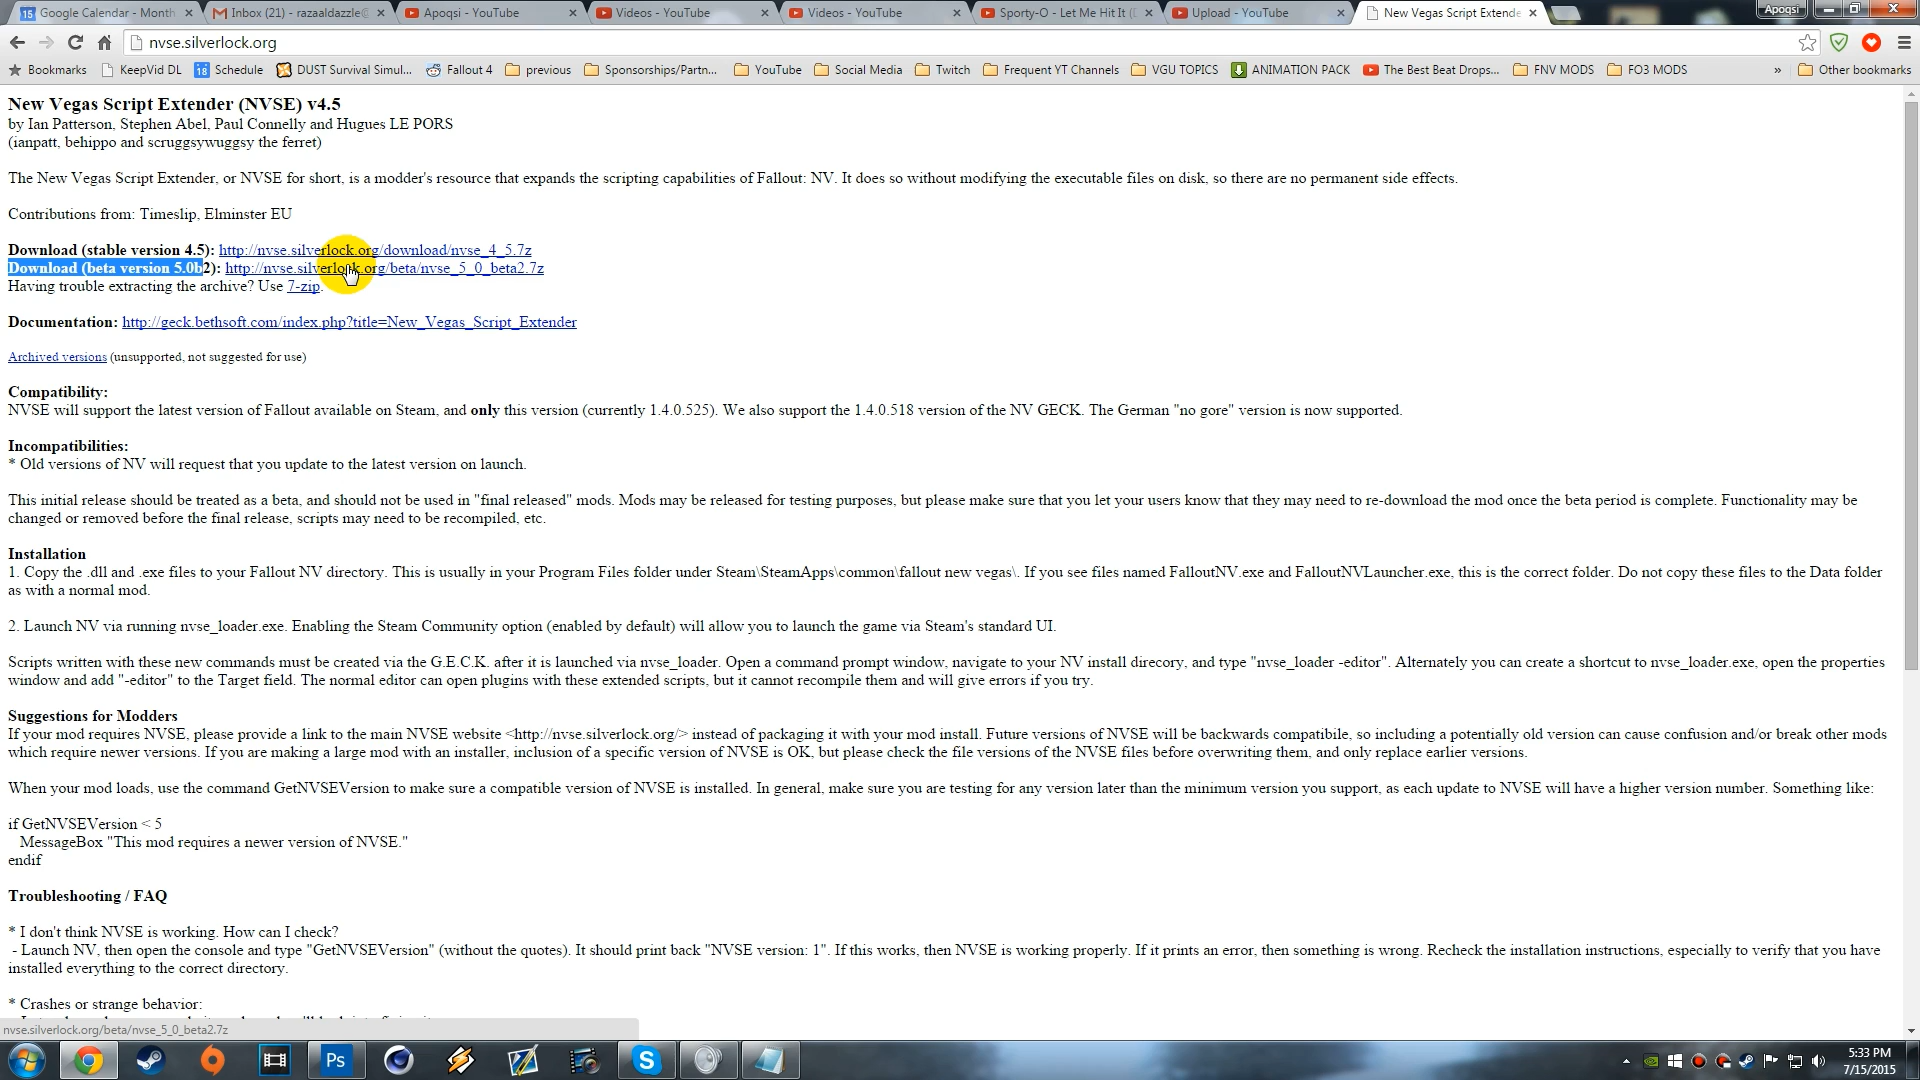 Google Calendar - Month
Inbox (21) - razaaldazzle@
Apoqsi - YouTube
Videos - YouTube
Videos - YouTube
Sporty-O - Let Me Hit It (
Upload - YouTube
New Vegas Script Extende
Apoqsi
nvse.silverlock.org
Bookmarks
KeepVid DL
18 Schedule
DUST Survival Simul...
Fallout 4
previous
Sponsorships/Partn...
YouTube
Social Media
Twitch
Frequent YT Channels
VGU TOPICS
ANIMATION PACK
The Best Beat Drops...
FNV MODS
FO3 MODS
»
Other bookmarks
New Vegas Script Extender (NVSE) v4.5
by Ian Patterson, Stephen Abel, Paul Connelly and Hugues LE PORS
(ianpatt, behippo and scruggsywuggsy the ferret)
The New Vegas Script Extender, or NVSE for short, is a modder's resource that expands the scripting capabilities of Fallout: NV. It does so without modifying the executable files on disk, so there are no permanent side effects.
Contributions from: Timeslip, Elminster EU
Download (stable version 4.5): http://nvse.silverlock.org/download/nvse_4_5.7z
Download (beta version 5.0b2): http://nvse.silverlock.org/beta/nvse_5_0_beta2.7z
Having trouble extracting the archive? Use 7-zip.
Documentation: http://geck.bethsoft.com/index.php?title=New_Vegas_Script_Extender
Archived versions (unsupported, not suggested for use)
Compatibility:
NVSE will support the latest version of Fallout available on Steam, and only this version (currently 1.4.0.525). We also support the 1.4.0.518 version of the NV GECK. The German "no gore" version is now supported.
Incompatibilities:
* Old versions of NV will request that you update to the latest version on launch.
This initial release should be treated as a beta, and should not be used in "final released" mods. Mods may be released for testing purposes, but please make sure that you let your users know that they may need to re-download the mod once the beta period is complete. Functionality may be
changed or removed before the final release, scripts may need to be recompiled, etc.
Installation
1. Copy the .dll and .exe files to your Fallout NV directory. This is usually in your Program Files folder under Steam\SteamApps\common\fallout new vegas\. If you see files named FalloutNV.exe and FalloutNVLauncher.exe, this is the correct folder. Do not copy these files to the Data folder
as with a normal mod.
2. Launch NV via running nvse_loader.exe. Enabling the Steam Community option (enabled by default) will allow you to launch the game via Steam's standard UI.
Scripts written with these new commands must be created via the G.E.C.K. after it is launched via nvse_loader. Open a command prompt window, navigate to your NV install direcory, and type "nvse_loader -editor". Alternately you can create a shortcut to nvse_loader.exe, open the properties
window and add "-editor" to the Target field. The normal editor can open plugins with these extended scripts, but it cannot recompile them and will give errors if you try.
Suggestions for Modders
If your mod requires NVSE, please provide a link to the main NVSE website <http://nvse.silverlock.org/> instead of packaging it with your mod install. Future versions of NVSE will be backwards compatibile, so including a potentially old version can cause confusion and/or break other mods
which require newer versions. If you are making a large mod with an installer, inclusion of a specific version of NVSE is OK, but please check the file versions of the NVSE files before overwriting them, and only replace earlier versions.
When your mod loads, use the command GetNVSEVersion to make sure a compatible version of NVSE is installed. In general, make sure you are testing for any version later than the minimum version you support, as each update to NVSE will have a higher version number. Something like:
if GetNVSEVersion < 5
MessageBox "This mod requires a newer version of NVSE."
endif
Troubleshooting / FAQ
* I don't think NVSE is working. How can I check?
- Launch NV, then open the console and type "GetNVSEVersion" (without the quotes). It should print back "NVSE version: 1". If this works, then NVSE is working properly. If it prints an error, then something is wrong. Recheck the installation instructions, especially to verify that you have
installed everything to the correct directory.
* Crashes or strange behavior:
nvse.silverlock.org/beta/nvse_5_0_beta2.7z
Ps
5:33 PM
7/15/2015